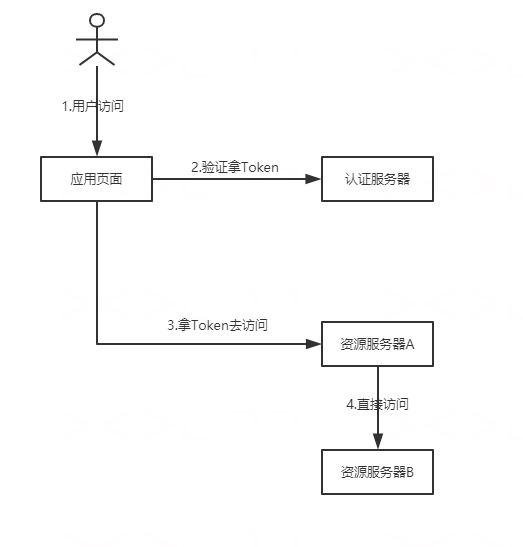 1.用户访问
应用页面
2.验证拿Token
认证服务器
3.拿Token去访问
资源服务器A
4.直接访问
资源服务器B